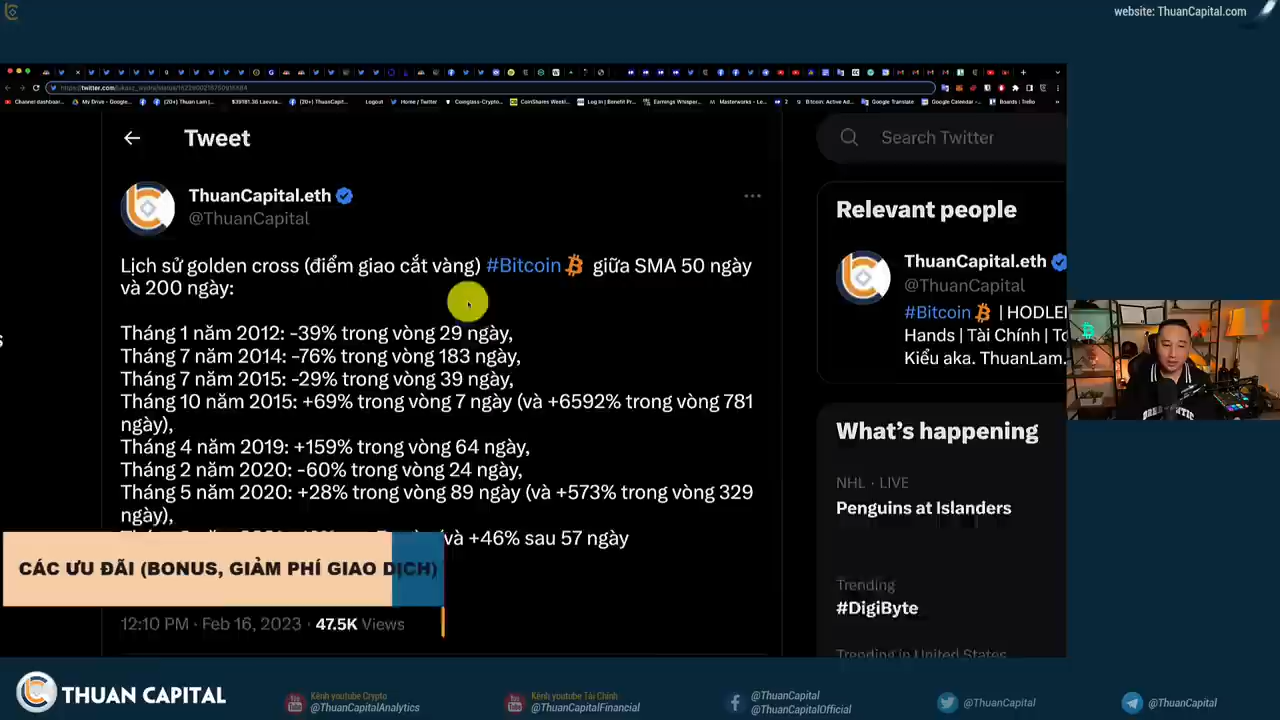 website: ThuanCapital.com
Tweet
Search Twitter
ThuanCapital.eth
@ThuanCapital
Lịch sử golden cross (điểm giao cắt vàng) #Bitcoin giữa SMA 50 ngày
và 200 ngày:
Tháng 1 năm 2012: -39% trong vòng 29 ngày,
Tháng 7 năm 2014: -76% trong vòng 183 ngày,
Tháng 7 năm 2015: -29% trong vòng 39 ngày,
Tháng 10 năm 2015: +69% trong vòng 7 ngày (và +6592% trong vòng 781
ngày),
Tháng 4 năm 2019: +159% trong vòng 64 ngày,
Tháng 2 năm 2020: -60% trong vòng 24 ngày,
Tháng 5 năm 2020: +28% trong vòng 89 ngày (và +573% trong vòng 329
ngày),
và +46% sau 57 ngày
CÁC ƯU ĐÃI (BONUS, GIẢM PHÍ GIAO DỊCH)
12:10 PM · Feb 16, 2023 · 47.5K Views
Relevant people
ThuanCapital.eth
@ThuanCapital
#Bitcoin | HODLE
Hands | Tài Chính | To
Kiểu aka. ThuanLam.
What's happening
NHL · LIVE
Penguins at Islanders
Trending
#DigiByte
Trending in United States
THUAN CAPITAL
Kênh youtube Crypto
@ThuanCapitalAnalytics
Kênh youtube Tài Chính
@ThuanCapitalFinancial
@ThuanCapital
@ThuanCapitalOfficial
@ThuanCapital
@ThuanCapital